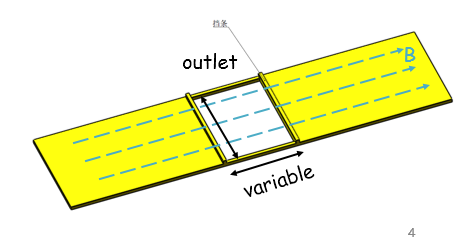 挡条
outlet
B
variable
4